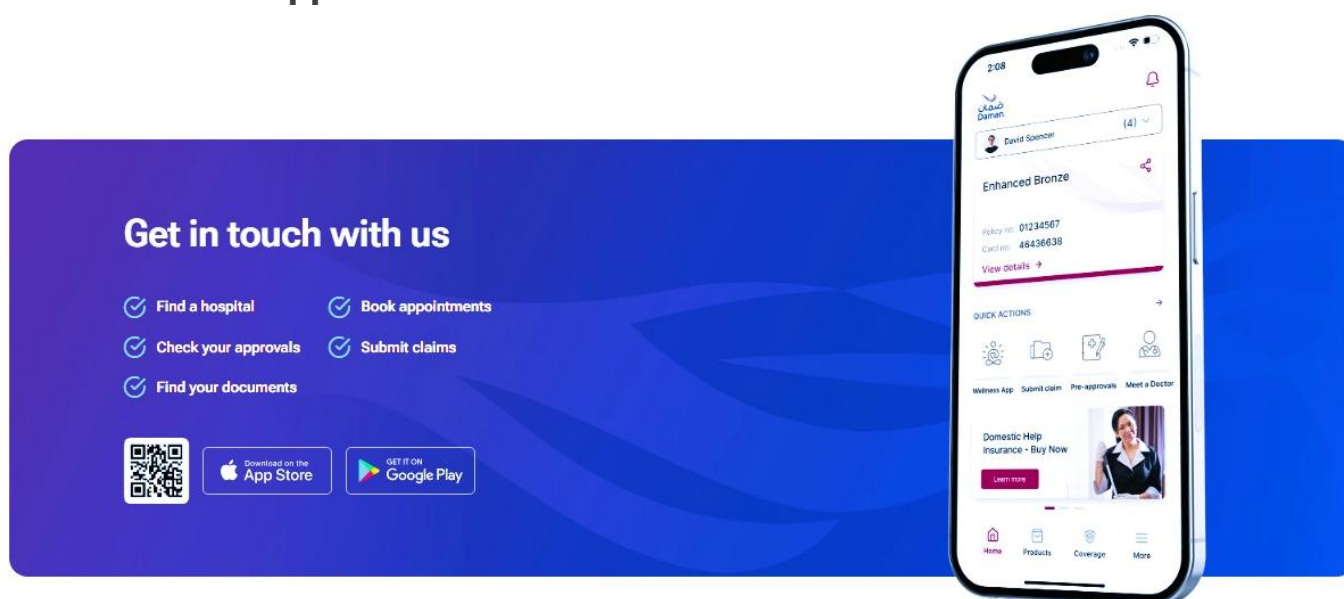 Get in touch with us
Find a hospital
Book appointments
Check your approvals
Submit claims
Find your documents
Download on the
App Store
GET IT ON
Google Play
2:08
ضمان
Daman
David Spencer
(4)
Enhanced Bronze
Policy no: 01234567
Card no: 46436638
View details →
QUICK ACTIONS
→
Wellness App
Submit claim
Pre-approvals
Meet a Doctor
Domestic Help
Insurance - Buy Now
Learn more
Home
Products
Coverage
More